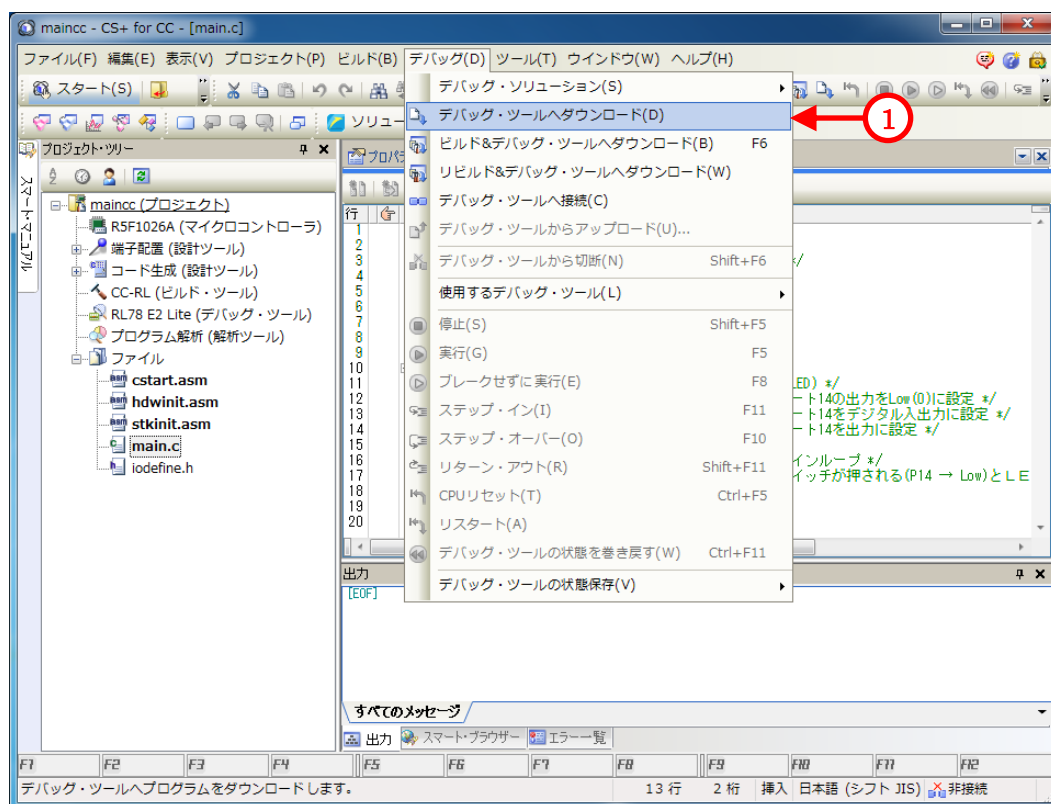 maincc - CS+ for CC - [main.c]
ファイル(F) 編集(E) 表示(V) プロジェクト(P) ビルド(B) デバッグ(D) ツール(T) ウインドウ(W) ヘルプ(H)
スタート(S)
ソリュー
デバッグ・ソリューション(S)
デバッグ・ツールへダウンロード(D)
1
ビルド&デバッグ・ツールへダウンロード(B) F6
リビルド&デバッグ・ツールへダウンロード(W)
デバッグ・ツールへ接続(C)
デバッグ・ツールからアップロード(U)...
デバッグ・ツールから切断(N) Shift+F6
使用するデバッグ・ツール(L)
停止(S) Shift+F5
実行(G) F5
ブレークせずに実行(E) F8
ステップ・イン(I) F11
ステップ・オーバー(O) F10
リターン・アウト(R) Shift+F11
CPUリセット(T) Ctrl+F5
リスタート(A)
デバッグ・ツールの状態を巻き戻す(W) Ctrl+F11
デバッグ・ツールの状態保存(V)
スマート・マニュアル
プロジェクト・ツリー
maincc (プロジェクト)
R5F1026A (マイクロコントローラ)
端子配置 (設計ツール)
コード生成 (設計ツール)
CC-RL (ビルド・ツール)
RL78 E2 Lite (デバッグ・ツール)
プログラム解析 (解析ツール)
ファイル
cstart.asm
hdwinit.asm
stkinit.asm
main.c
iodefine.h
プロパ
行
1
2
3 */
4
5
6
7
8
9
10
11 LED) */
12 ート14の出力をLow(0)に設定 */
13 ート14をデジタル入出力に設定 */
14 ート14を出力に設定 */
15
16 インループ */
17 イッチが押される(P14 → Low)とＬＥ
18
19
20
出力
[EOF]
すべてのメッセージ
出力 スマート・ブラウザー エラー一覧
F1 F2 F3 F4 F5 F6 F7 F8 F9 F10 F11 F12
デバッグ・ツールへプログラムをダウンロードします。 13 行 2 桁 挿入 日本語 (シフト JIS) 非接続